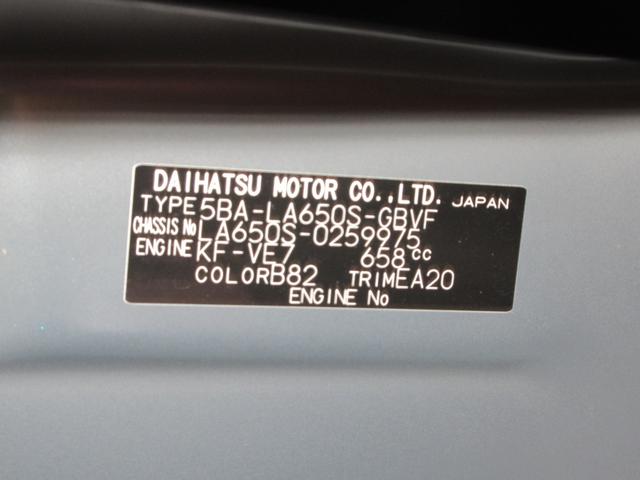 DAIHATSU MOTOR CO.,LTD. JAPAN
TYPE 5BA-LA650S-GBVF
CHASSIS No LA650S-0259975
ENGINE KF-VE7 658cc
COLOR B82 TRIM EA20
ENGINE No